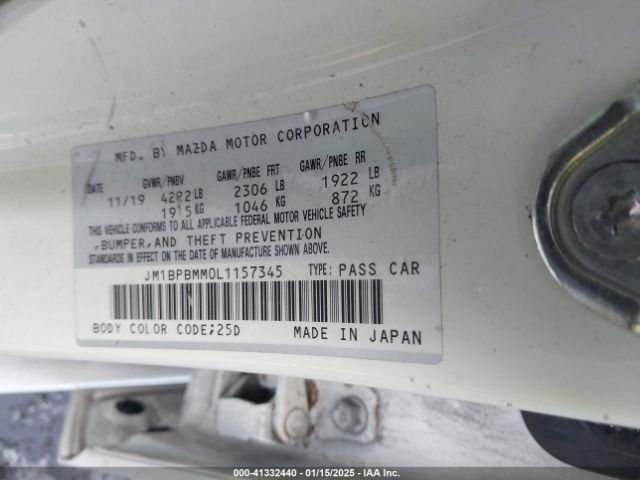 MFD. BY MAZDA MOTOR CORPORATION
DATE GVWR/PNBV GAWR/PNBE FRT GAWR/PNBE RR
11/19 4222 LB 2306 LB 1922 LB
1915 KG 1046 KG 872 KG
THIS VEHICLE CONFORMS TO ALL APPLICABLE FEDERAL MOTOR VEHICLE SAFETY
,BUMPER,AND THEFT PREVENTION
STANDARDS IN EFFECT ON THE DATE OF MANUFACTURE SHOWN ABOVE.
JM1BPBMM0L1157345 TYPE: PASS CAR
BODY COLOR CODE;25D MADE IN JAPAN
000-41332440 - 01/15/2025 - IAA Inc.